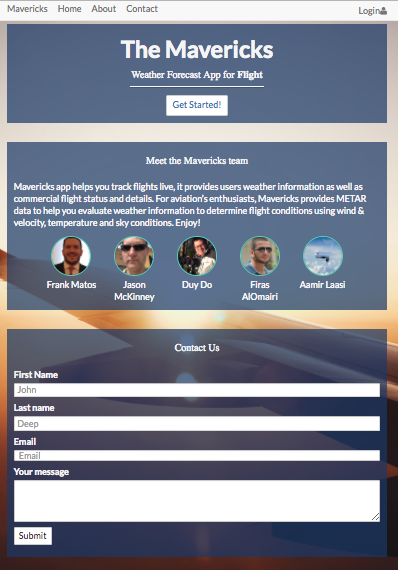 Mavericks Home About Contact Login
The Mavericks
Weather Forecast App for Flight
Get Started!
Meet the Mavericks team
Mavericks app helps you track flights live, it provides users weather information as well as
commercial flight status and details. For aviation's enthusiasts, Mavericks provides METAR
data to help you evaluate weather information to determine flight conditions using wind &
velocity, temperature and sky conditions. Enjoy!
Frank Matos Jason Duy Do Firas Aamir Laasi
McKinney AlOmairi
Contact Us
First Name
John
Last name
Deep
Email
Email
Your message
Submit